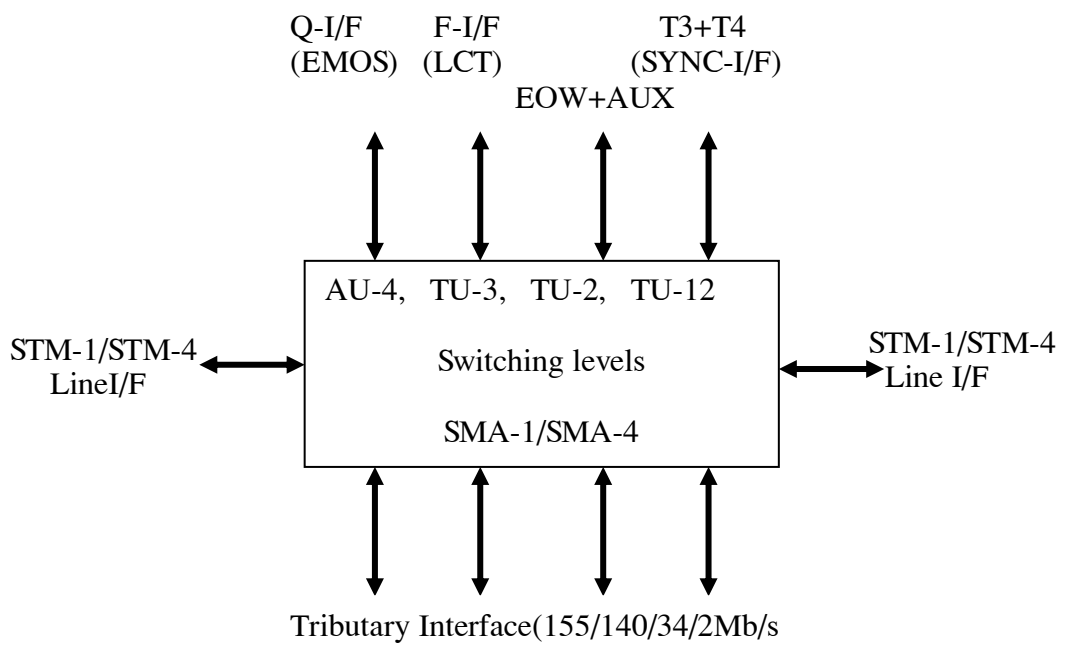 Q-I/F F-I/F T3+T4
(EMOS) (LCT) (SYNC-I/F)
EOW+AUX
AU-4, TU-3, TU-2, TU-12
STM-1/STM-4
LineI/F
Switching levels
STM-1/STM-4
Line I/F
SMA-1/SMA-4
Tributary Interface(155/140/34/2Mb/s